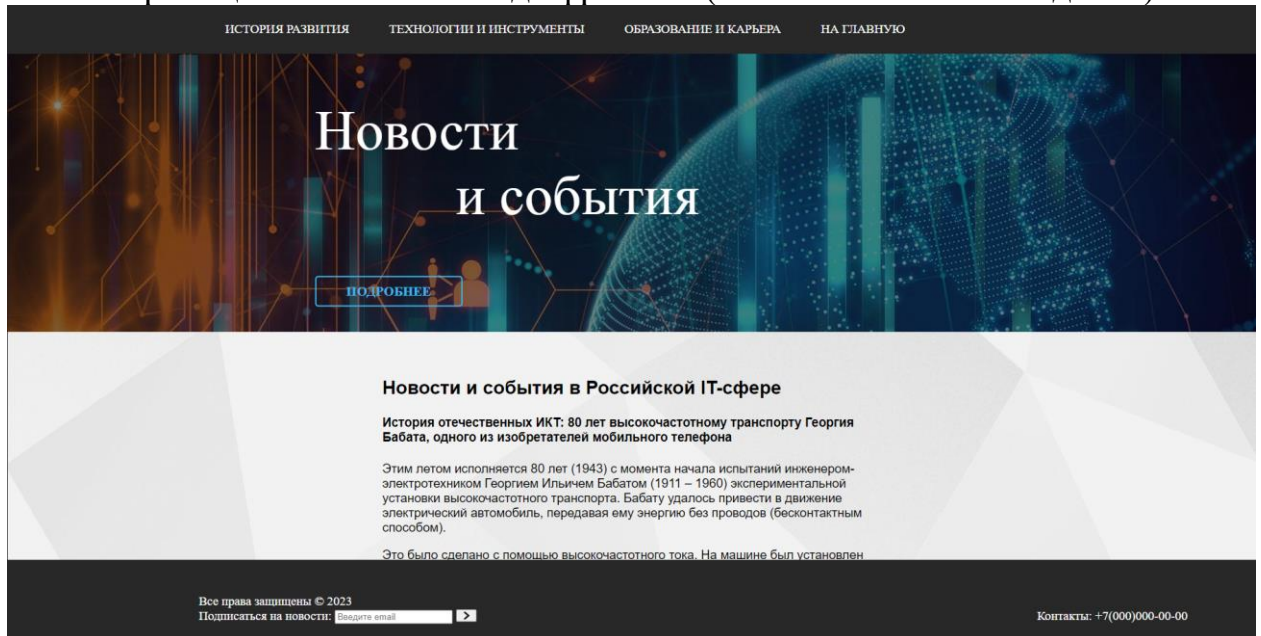 ИСТОРИЯ РАЗВИТИЯ ТЕХНОЛОГИИ И ИНСТРУМЕНТЫ ОБРАЗОВАНИЕ И КАРЬЕРА НА ГЛАВНУЮ
Новости
и события
ПОДРОБНЕЕ
Новости и события в Российской IT-сфере
История отечественных ИКТ: 80 лет высокочастотному транспорту Георгия
Бабата, одного из изобретателей мобильного телефона
Этим летом исполняется 80 лет (1943) с момента начала испытаний инженером-
электротехником Георгием Ильичем Бабатом (1911 – 1960) экспериментальной
установки высокочастотного транспорта. Бабату удалось привести в движение
электрический автомобиль, передавая ему энергию без проводов (бесконтактным
способом).
Это было сделано с помощью высокочастотного тока. На машине был установлен
Все права защищены © 2023
Подписаться на новости: Введите email >
Контакты: +7(000)000-00-00